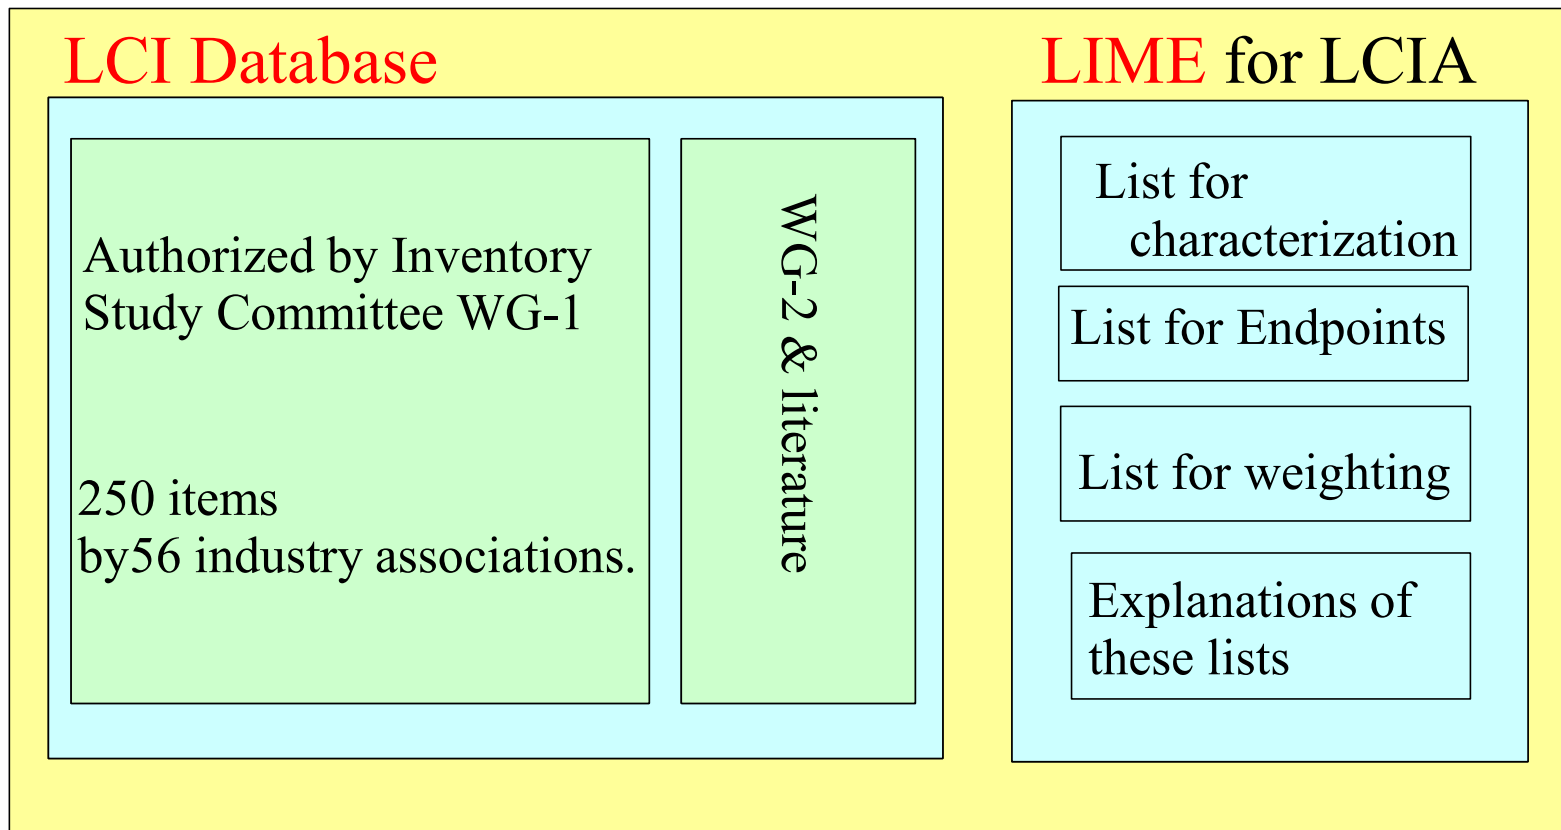 LCI Database
Authorized by Inventory
Study Committee WG-1
250 items
by56 industry associations.
WG-2 & literature
LIME for LCIA
List for
characterization
List for Endpoints
List for weighting
Explanations of
these lists